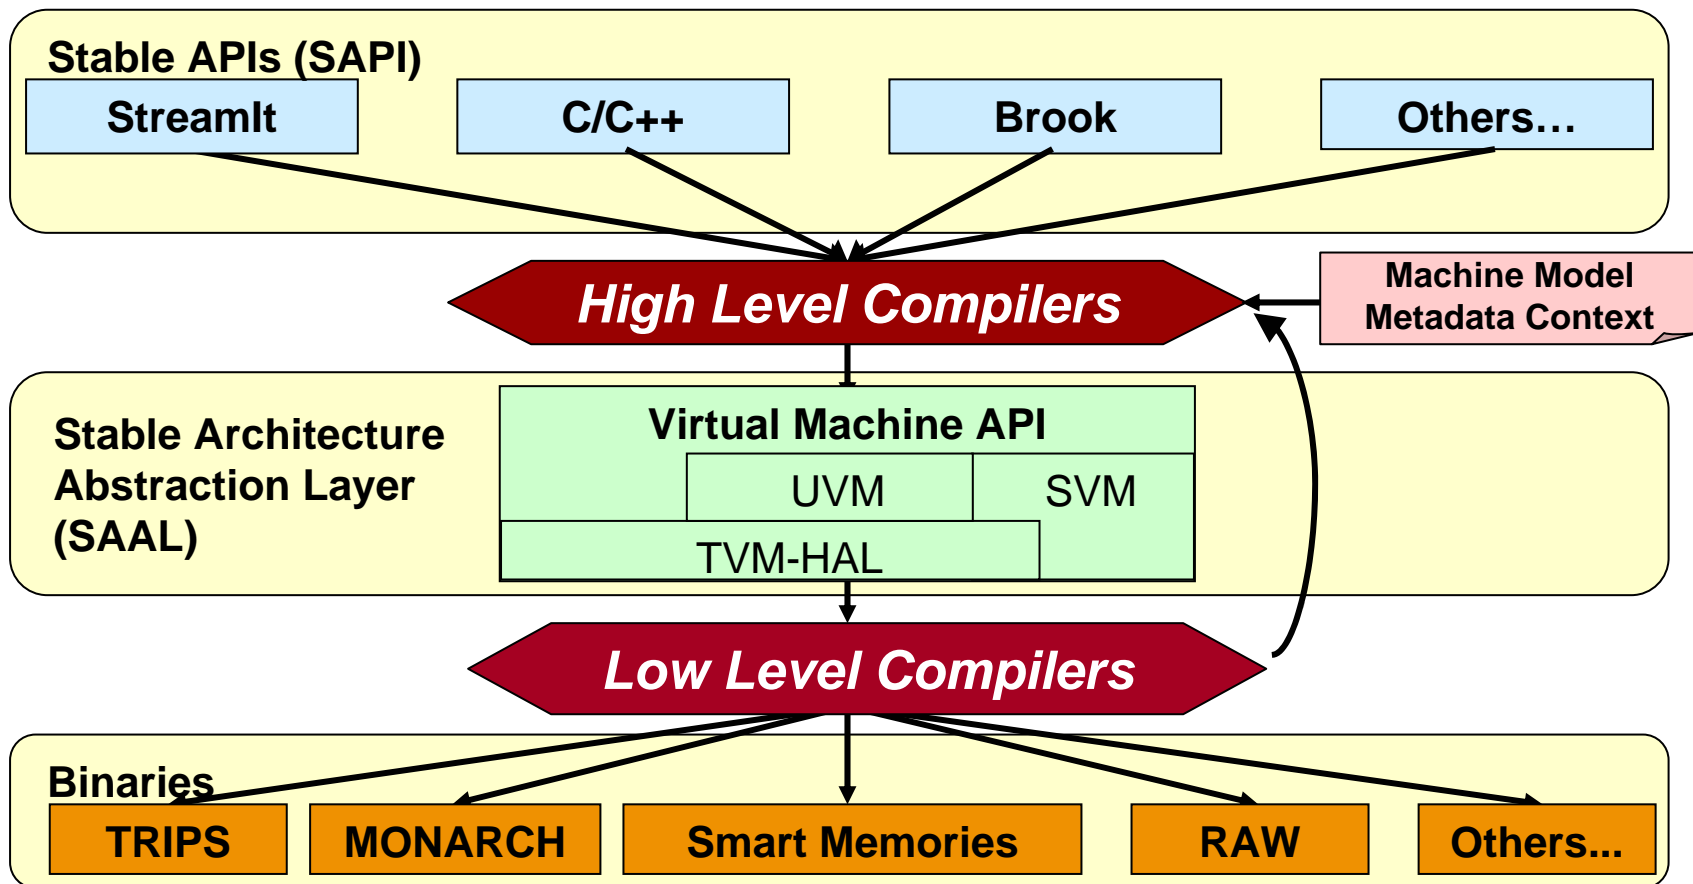 Stable APIs (SAPI)
StreamIt
C/C++
Brook
Others…
High Level Compilers
Machine Model
Metadata Context
Stable Architecture
Abstraction Layer
(SAAL)
Virtual Machine API
UVM
SVM
TVM-HAL
Low Level Compilers
Binaries
TRIPS
MONARCH
Smart Memories
RAW
Others...